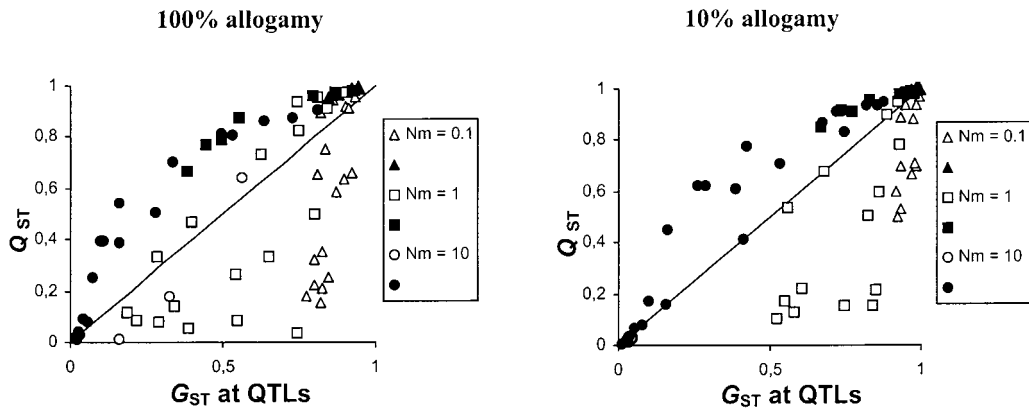 100% allogamy
10% allogamy
1
0,8
0,6
0,4
0,2
0
Q ST
0,5
1
G ST at QTLs
Nm = 0.1
Nm = 1
Nm = 10
1
0,8
0,6
0,4
0,2
0
Q ST
0,5
1
G ST at QTLs
Nm = 0.1
Nm = 1
Nm = 10